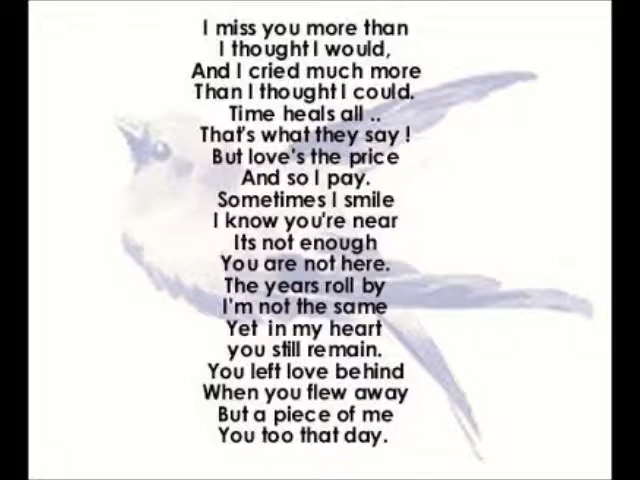 I miss you more than
I thought I would,
And I cried much more
Than I thought I could.
Time heals all ..
That's what they say !
But love's the price
And so I pay.
Sometimes I smile
I know you're near
Its not enough
You are not here.
The years roll by
I'm not the same
Yet in my heart
you still remain.
You left love behind
When you flew away
But a piece of me
You too that day.